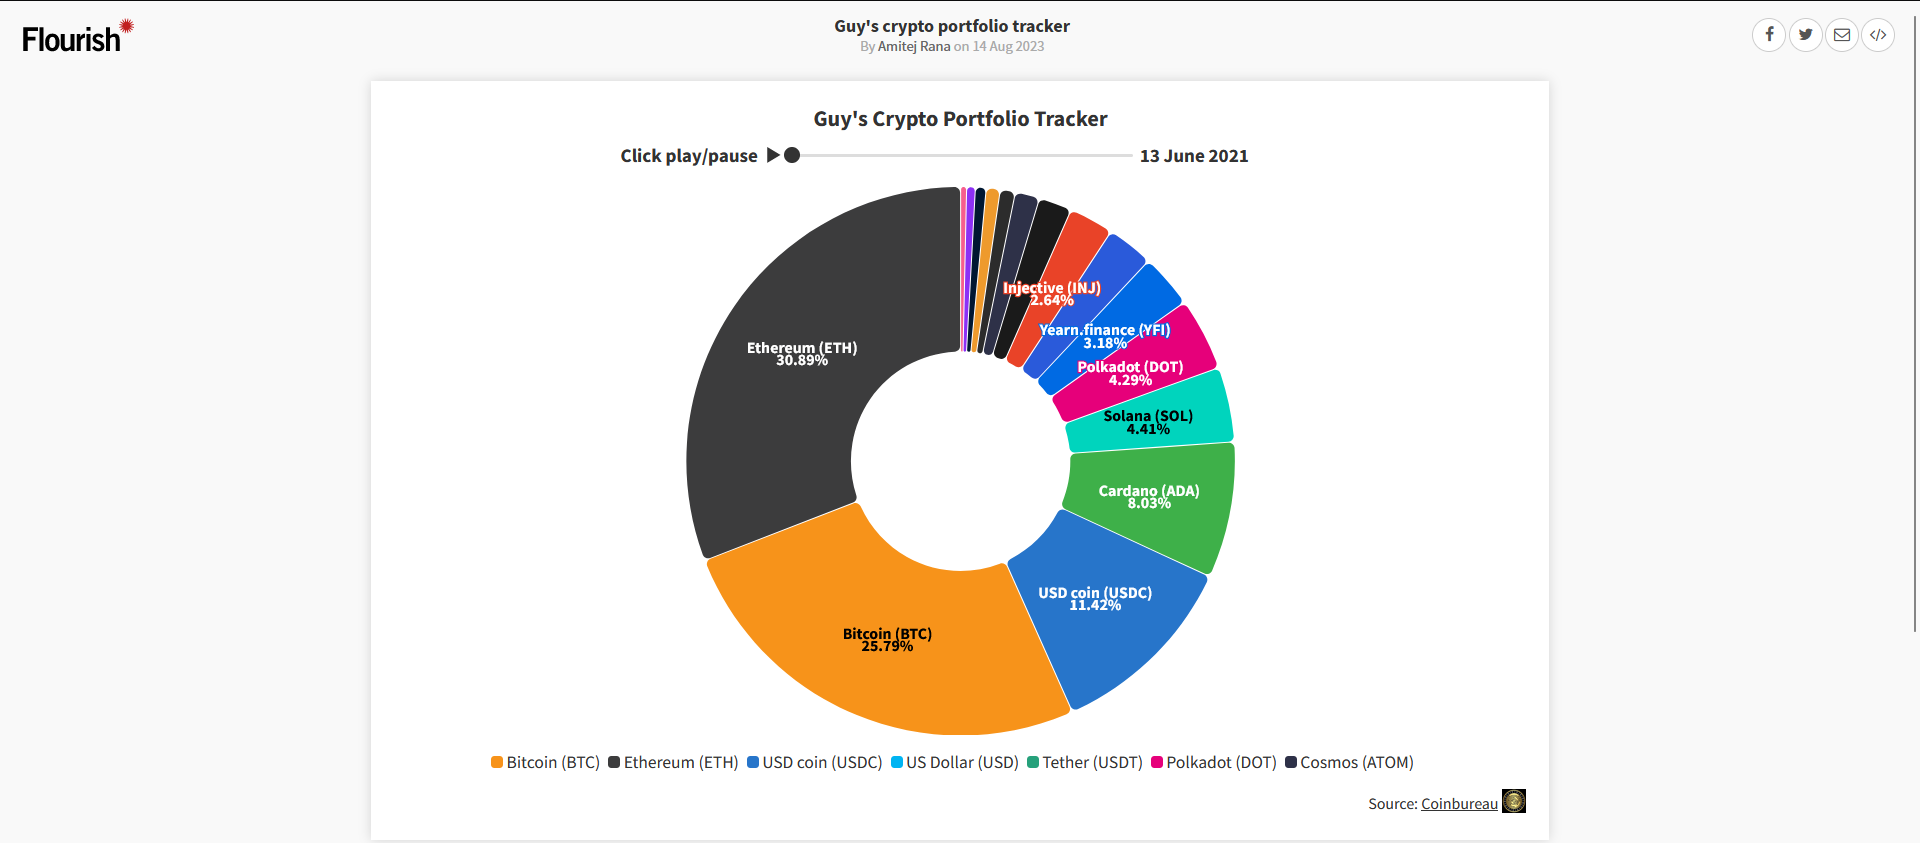 Flourish
Guy's crypto portfolio tracker
By Amitej Rana on 14 Aug 2023
Guy's Crypto Portfolio Tracker
Click play/pause
13 June 2021
Injective (INJ)
2.64%
Yearn.finance (YFI)
3.18%
Ethereum (ETH)
30.89%
Polkadot (DOT)
4.29%
Solana (SOL)
4.41%
Cardano (ADA)
8.03%
USD coin (USDC)
11.42%
Bitcoin (BTC)
25.79%
Bitcoin (BTC) Ethereum (ETH) USD coin (USDC) US Dollar (USD) Tether (USDT) Polkadot (DOT) Cosmos (ATOM)
Source: Coinbureau